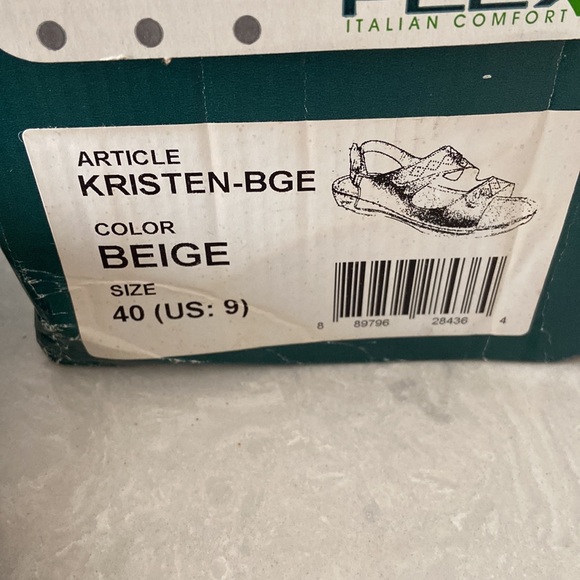 ITALIAN COMFORT
ARTICLE
KRISTEN-BGE
COLOR
BEIGE
SIZE
40 (US: 9)
8 89796 28436 4